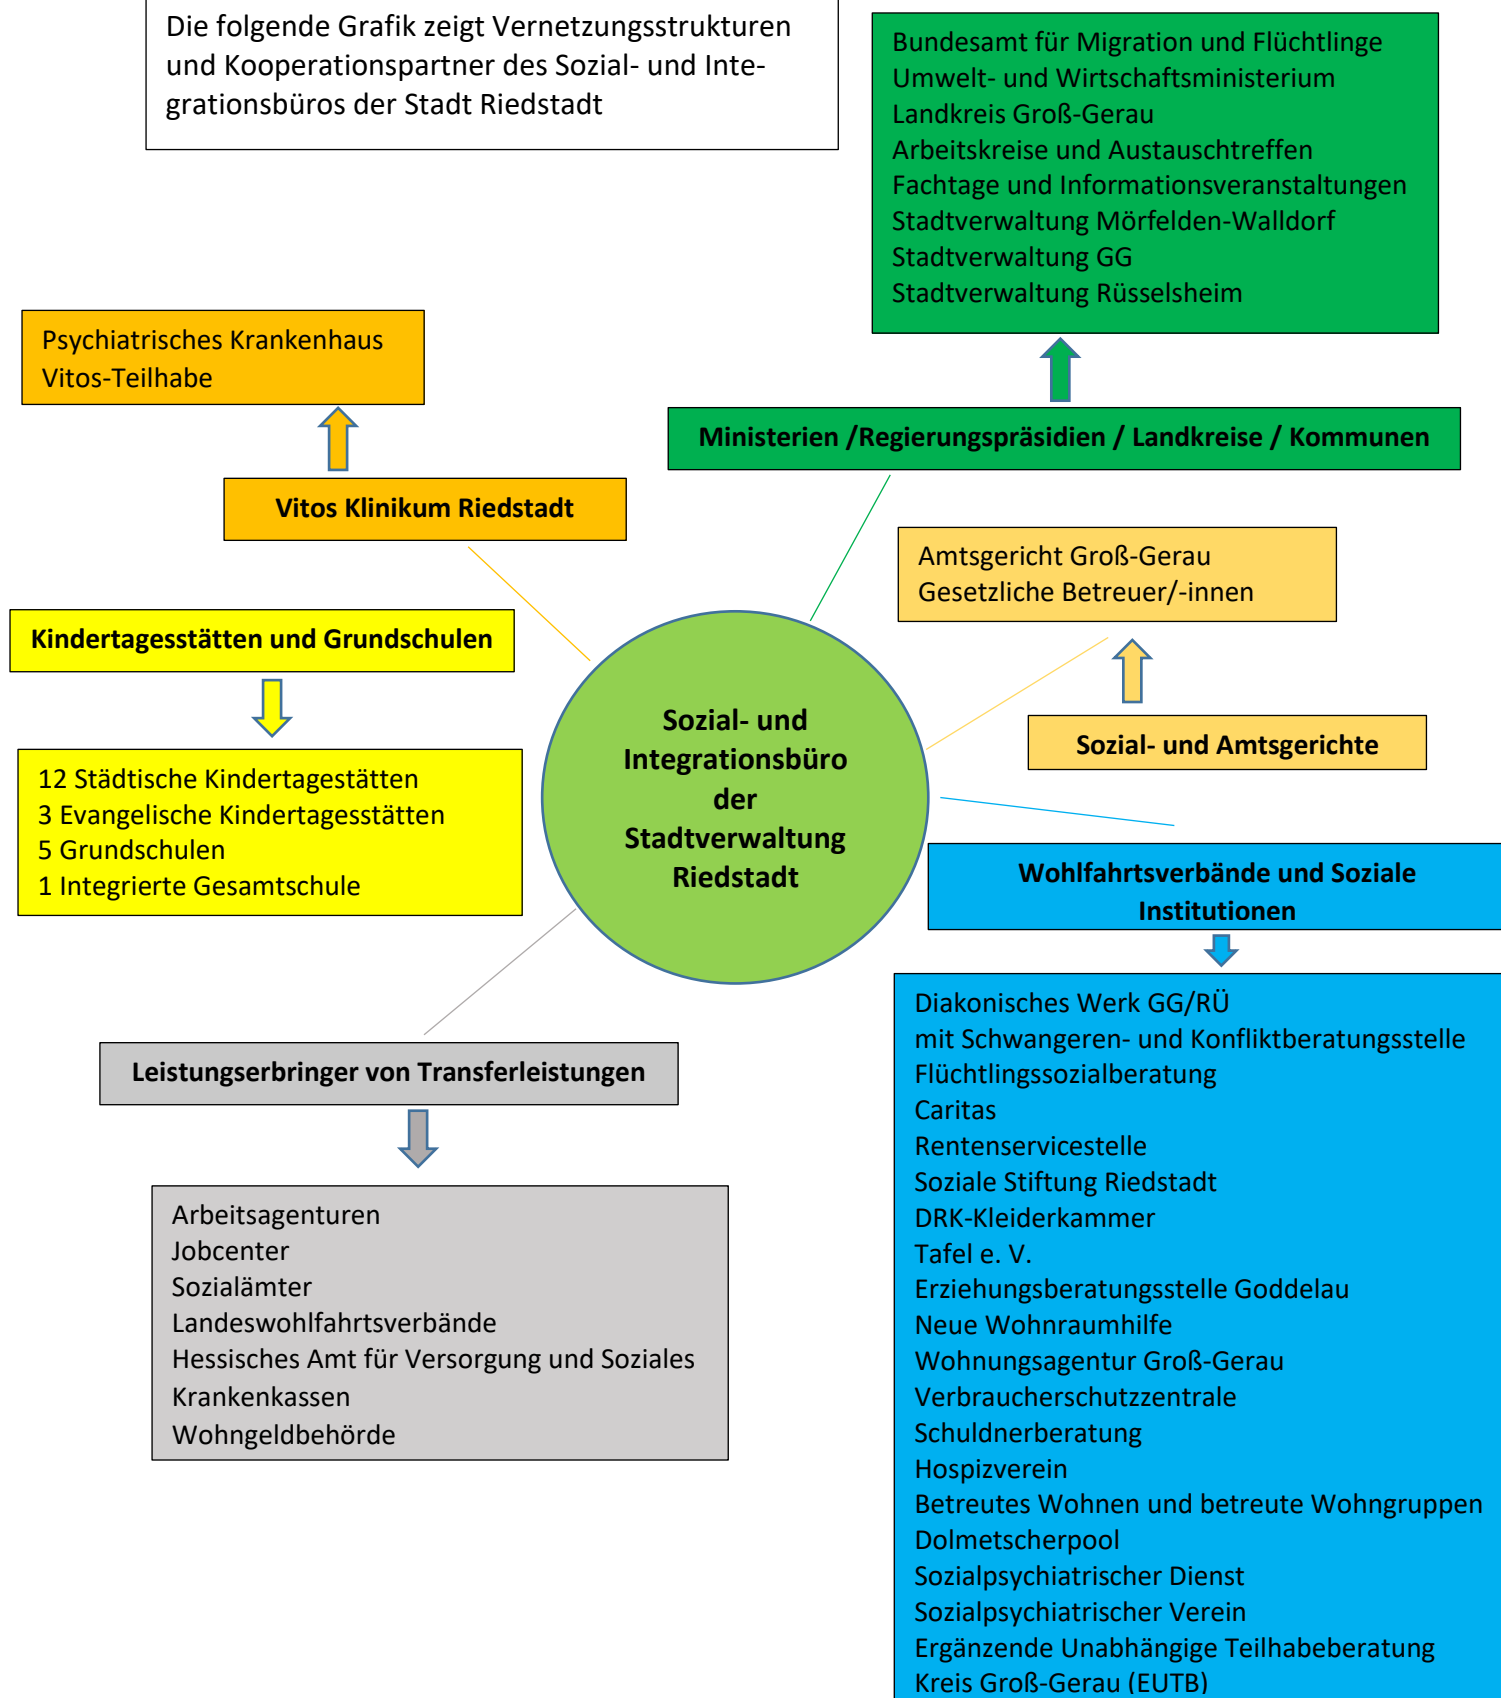 Die folgende Grafik zeigt Vernetzungsstrukturen
und Kooperationspartner des Sozial- und Inte-
grationsbüros der Stadt Riedstadt
Bundesamt für Migration und Flüchtlinge
Umwelt- und Wirtschaftsministerium
Landkreis Groß-Gerau
Arbeitskreise und Austauschtreffen
Fachtage und Informationsveranstaltungen
Stadtverwaltung Mörfelden-Walldorf
Stadtverwaltung GG
Stadtverwaltung Rüsselsheim
Psychiatrisches Krankenhaus
Vitos-Teilhabe
Ministerien /Regierungspräsidien / Landkreise / Kommunen
Vitos Klinikum Riedstadt
Amtsgericht Groß-Gerau
Gesetzliche Betreuer/-innen
Kindertagesstätten und Grundschulen
Sozial- und Amtsgerichte
12 Städtische Kindertagestätten
3 Evangelische Kindertagesstätten
5 Grundschulen
1 Integrierte Gesamtschule
Sozial- und
Integrationsbüro
der
Stadtverwaltung
Riedstadt
Wohlfahrtsverbände und Soziale
Institutionen
Leistungserbringer von Transferleistungen
Arbeitsagenturen
Jobcenter
Sozialämter
Landeswohlfahrtsverbände
Hessisches Amt für Versorgung und Soziales
Krankenkassen
Wohngeldbehörde
Diakonisches Werk GG/RÜ
mit Schwangeren- und Konfliktberatungsstelle
Flüchtlingssozialberatung
Caritas
Rentenservicestelle
Soziale Stiftung Riedstadt
DRK-Kleiderkammer
Tafel e. V.
Erziehungsberatungsstelle Goddelau
Neue Wohnraumhilfe
Wohnungsagentur Groß-Gerau
Verbraucherschutzzentrale
Schuldnerberatung
Hospizverein
Betreutes Wohnen und betreute Wohngruppen
Dolmetscherpool
Sozialpsychiatrischer Dienst
Sozialpsychiatrischer Verein
Ergänzende Unabhängige Teilhabeberatung
Kreis Groß-Gerau (EUTB)